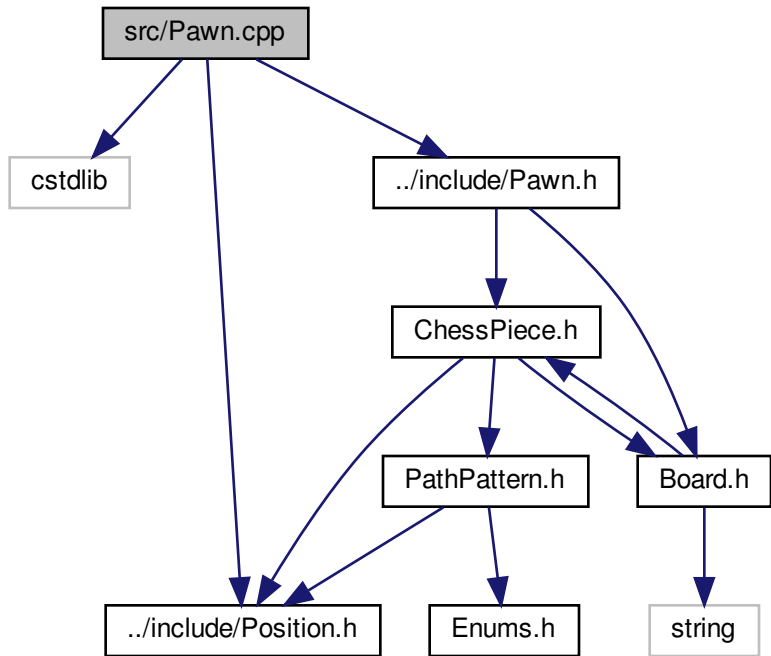 src/Pawn.cpp
cstdlib
../include/Pawn.h
ChessPiece.h
PathPattern.h
Board.h
../include/Position.h
Enums.h
string